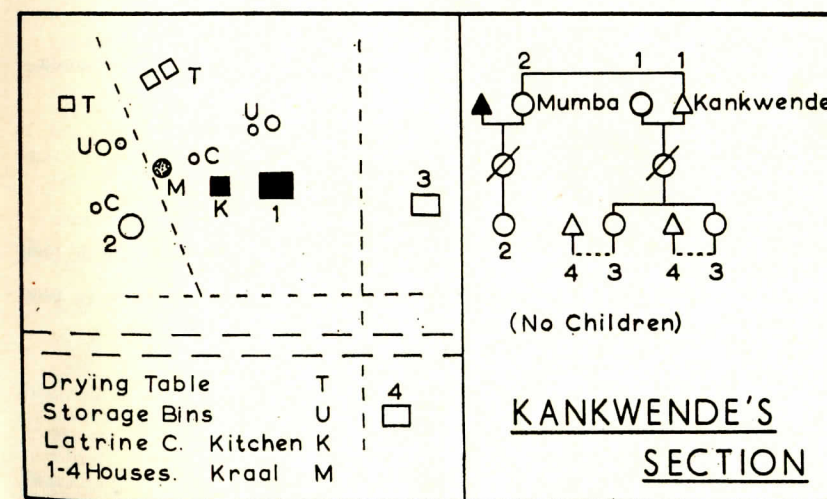 T
T
U
U
C
M
K
1
3
C
2
Drying Table T
Storage Bins U
Latrine C. Kitchen K
1-4 Houses. Kraal M
4
2 1 1
Mumba Kankwende
2
4 3 4 3
(No Children)
KANKWENDE'S
SECTION